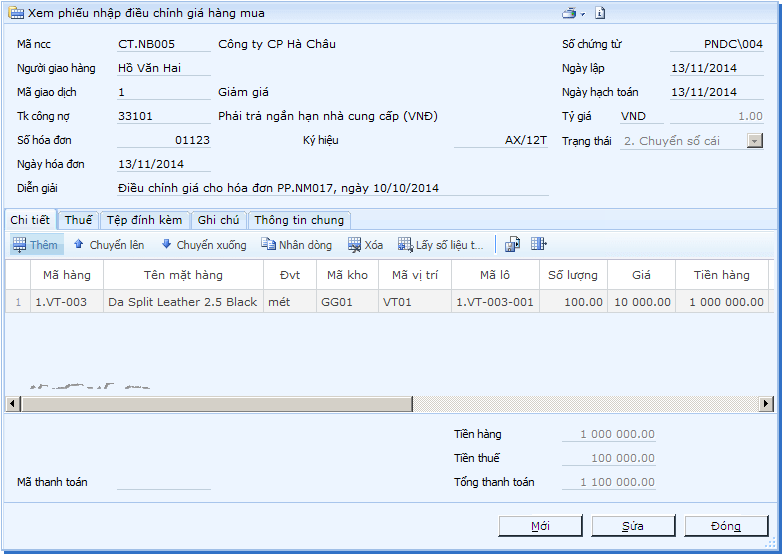 Xem phiếu nhập điều chỉnh giá hàng mua
Mã ncc CT.NB005 Công ty CP Hà Châu Số chứng từ PNDC\004
Người giao hàng Hồ Văn Hai Ngày lập 13/11/2014
Mã giao dịch 1 Giảm giá Ngày hạch toán 13/11/2014
Tk công nợ 33101 Phải trả ngắn hạn nhà cung cấp (VNĐ) Tỷ giá VND 1.00
Số hóa đơn 01123 Ký hiệu AX/12T Trạng thái 2. Chuyển sổ cái
Ngày hóa đơn 13/11/2014
Diễn giải Điều chỉnh giá cho hóa đơn PP.NM017, ngày 10/10/2014
Chi tiết Thuế Tệp đính kèm Ghi chú Thông tin chung
Thêm Chuyển lên Chuyển xuống Nhân dòng Xóa Lấy số liệu t...
Mã hàng Tên mặt hàng Đvt Mã kho Mã vị trí Mã lô Số lượng Giá Tiền hàng
1 1.VT-003 Da Split Leather 2.5 Black mét GG01 VT01 1.VT-003-001 100.00 10 000.00 1 000 000.00
Tiền hàng 1 000 000.00
Tiền thuế 100 000.00
Mã thanh toán Tổng thanh toán 1 100 000.00
Mới Sửa Đóng